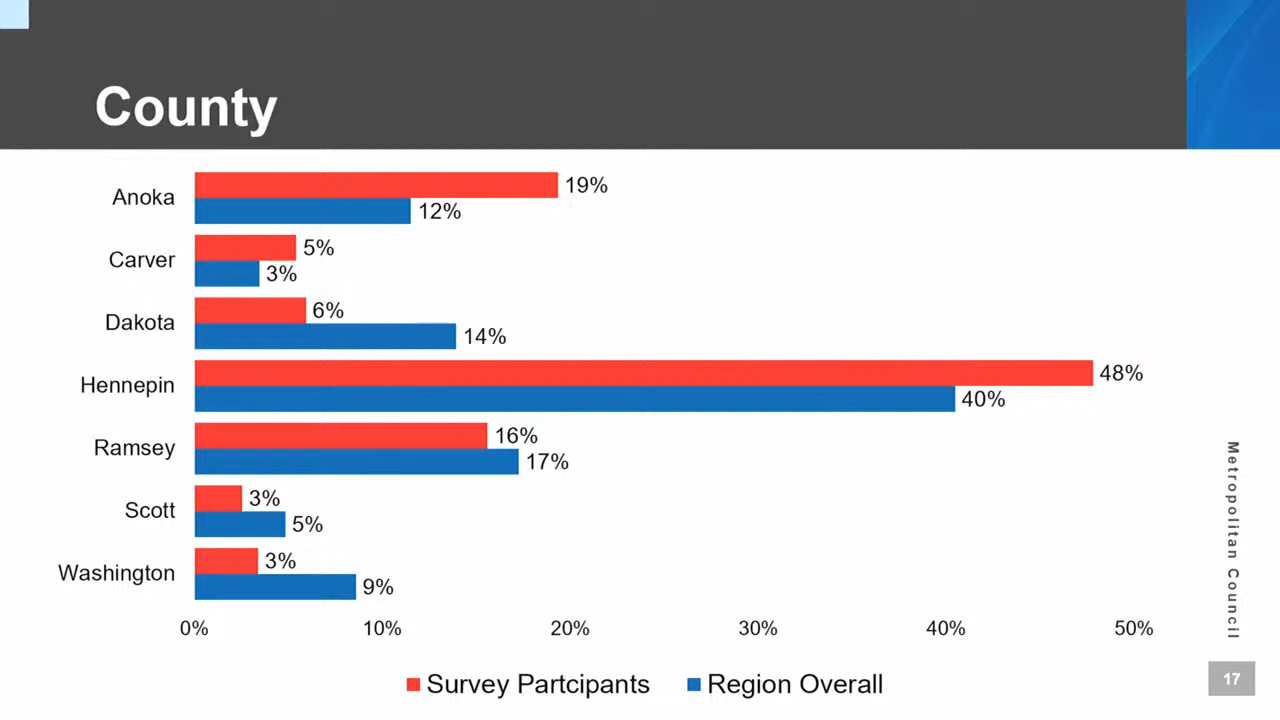 County
Anoka
19%
12%
Carver
5%
3%
Dakota
6%
14%
Hennepin
48%
40%
Ramsey
16%
17%
Scott
3%
5%
Washington
3%
9%
0% 10% 20% 30% 40% 50%
Survey Partcipants Region Overall
Metropolitan Council
17